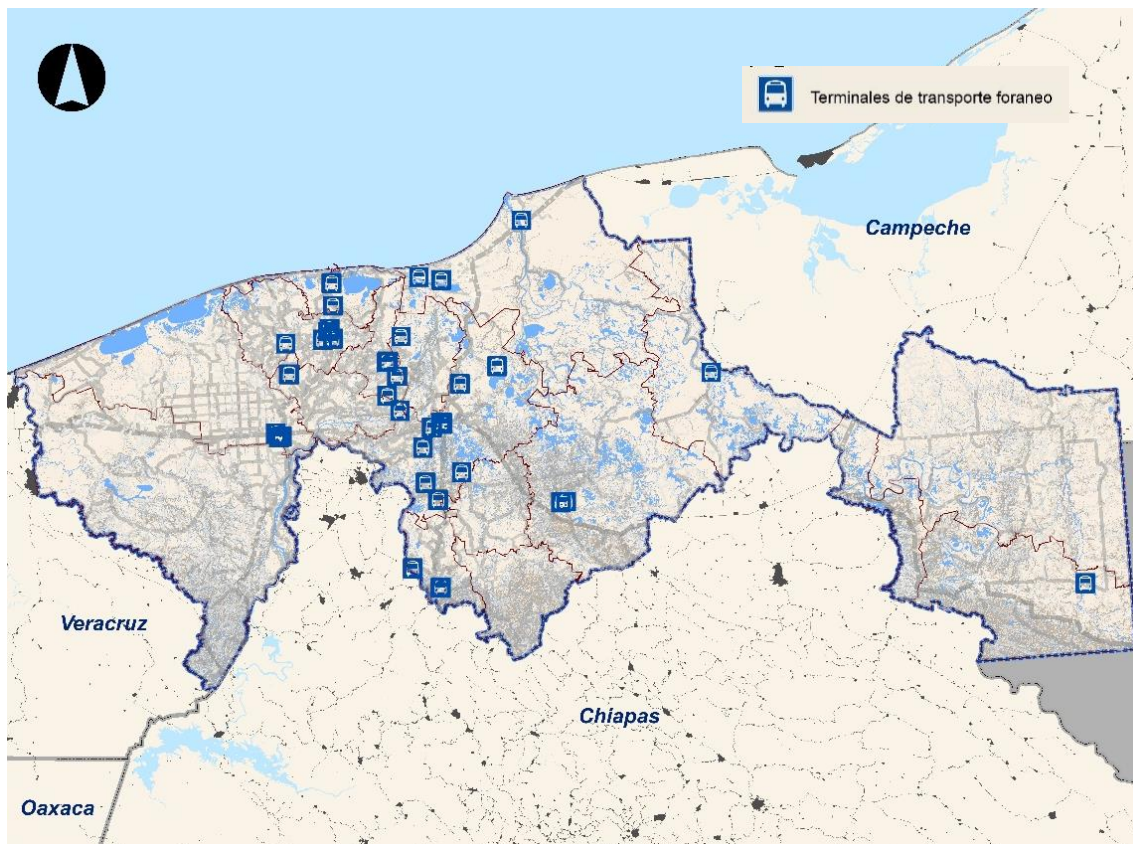 Terminales de transporte foraneo
Campeche
Veracruz
Chiapas
Oaxaca